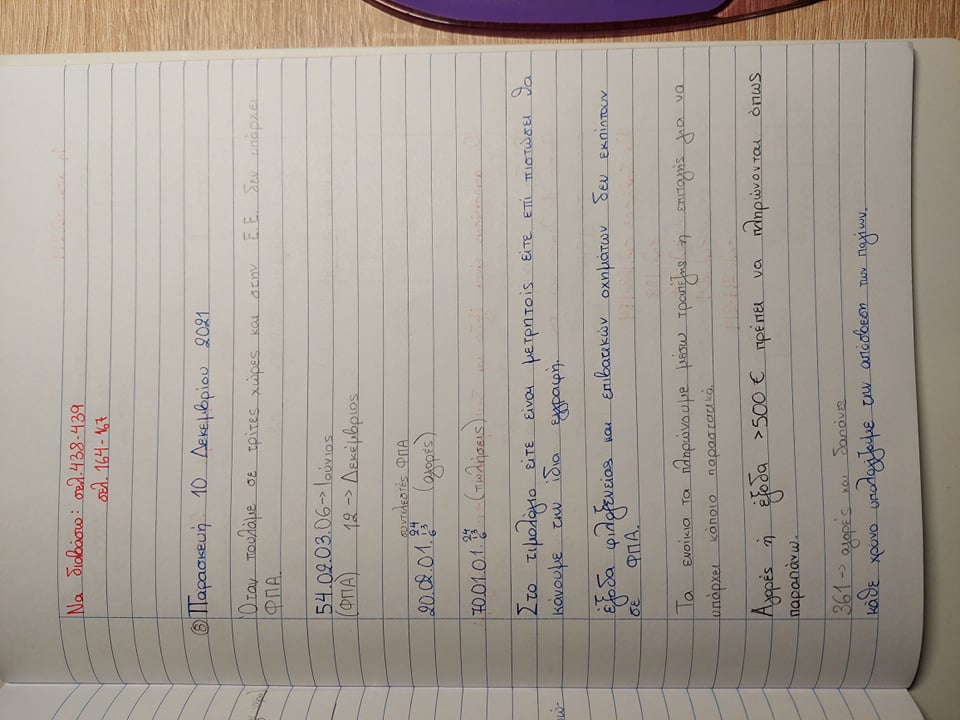 Να διαβάσω: σελ.438-439
σελ. 164-167
⑧ Παρασκευή 10 Δεκεμβρίου 2021
Όταν πουλάμε σε τρίτες χώρες και στην Ε.Ε. δεν υπάρχει
ΦΠΑ.
54.02.03.06 -> Ιούνιος
(ΦΠΑ) 12 -> Δεκέμβριος
συντελεστές ΦΠΑ
24
20.02.01. 13 (αγορές)
6
24
70.01.01. 13 (πωλήσεις)
6
Στο τιμολόγιο είτε είναι μετρητοίς είτε επί πιστώσει θα
κάνουμε την ίδια εγγραφή.
έξοδα φιλοξενείας και επιβατικών οχημάτων δεν εκπίπτουν
σε ΦΠΑ.
Τα ενοίκια τα πληρώνουμε μέσω τραπέζης ή επιταγής για να
υπάρχει κάποιο παραστατικό.
Αγορές ή έξοδα >500 € πρέπει να πληρώνονται όπως
παραπάνω.
361 -> αγορές και δαπάνες
κάθε χρόνο υπολογίζουμε την απόσβεση των παγίων.